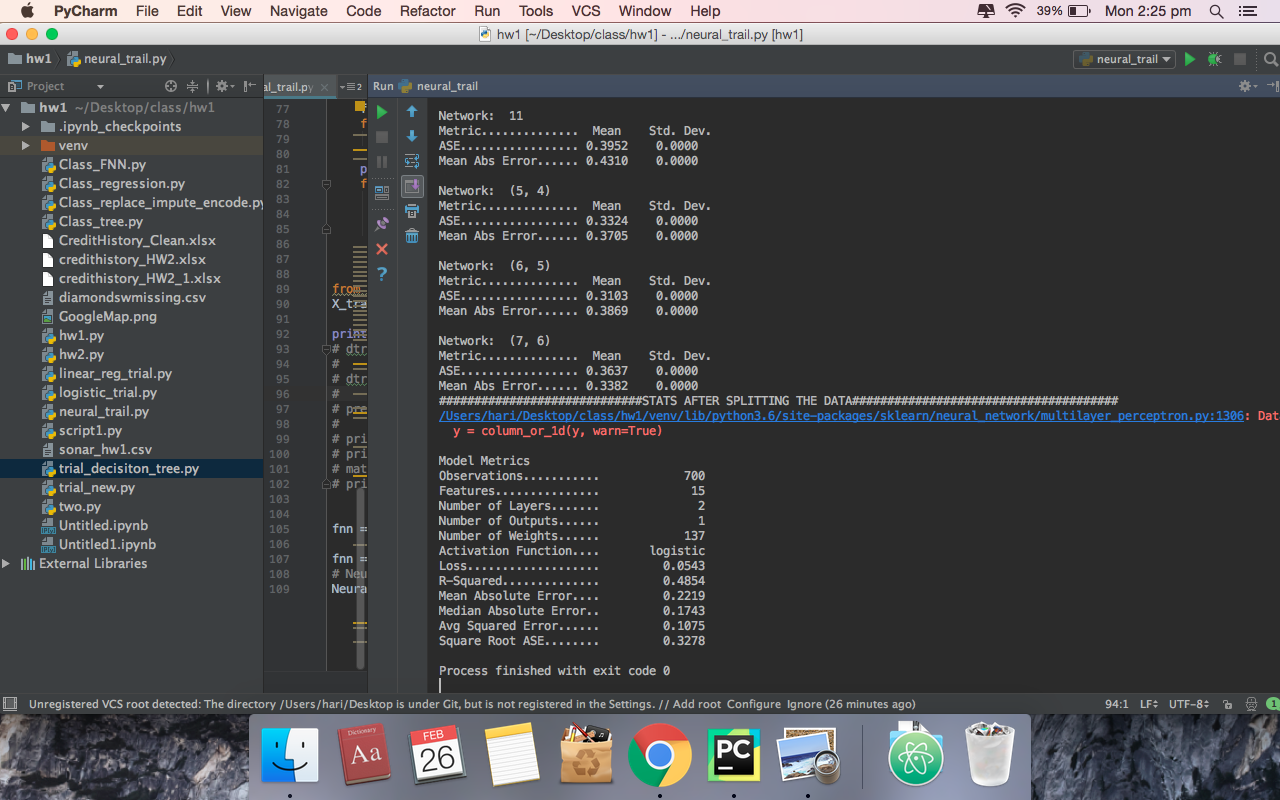 PyCharm File Edit View Navigate Code Refactor Run Tools VCS Window Help 39% Mon 2:25 pm
hw1 [~/Desktop/class/hw1] - .../neural_trail.py [hw1]
hw1 neural_trail.py neural_trail
Project
al_trail.py
Run neural_trail
hw1 ~/Desktop/class/hw1
.ipynb_checkpoints
venv
Class_FNN.py
Class_regression.py
Class_replace_impute_encode.py
Class_tree.py
CreditHistory_Clean.xlsx
credithistory_HW2.xlsx
credithistory_HW2_1.xlsx
diamondswmissing.csv
GoogleMap.png
hw1.py
hw2.py
linear_reg_trial.py
logistic_trial.py
neural_trail.py
script1.py
sonar_hw1.csv
trial_decisiton_tree.py
trial_new.py
two.py
Untitled.ipynb
Untitled1.ipynb
External Libraries
77
78 f
79
80
81 p
82 f
83
84
85
86
87
88
89 from
90 X_tra
91
92 print
93 # dtr
94 #
95 # dtr
96 #
97 # pre
98 #
99 # pri
100 # pri
101 # mat
102 # pri
103
104
105 fnn =
106
107 fnn =
108 # Neu
109 Neura
Network: 11
Metric.............. Mean Std. Dev.
ASE................. 0.3952 0.0000
Mean Abs Error...... 0.4310 0.0000
Network: (5, 4)
Metric.............. Mean Std. Dev.
ASE................. 0.3324 0.0000
Mean Abs Error...... 0.3705 0.0000
Network: (6, 5)
Metric.............. Mean Std. Dev.
ASE................. 0.3103 0.0000
Mean Abs Error...... 0.3869 0.0000
Network: (7, 6)
Metric.............. Mean Std. Dev.
ASE................. 0.3637 0.0000
Mean Abs Error...... 0.3382 0.0000
#############################STATS AFTER SPLITTING THE DATA######################################
/Users/hari/Desktop/class/hw1/venv/lib/python3.6/site-packages/sklearn/neural_network/multilayer_perceptron.py:1306: Dat
y = column_or_1d(y, warn=True)
Model Metrics
Observations........... 700
Features............... 15
Number of Layers....... 2
Number of Outputs...... 1
Number of Weights...... 137
Activation Function.... logistic
Loss................... 0.0543
R-Squared.............. 0.4854
Mean Absolute Error.... 0.2219
Median Absolute Error.. 0.1743
Avg Squared Error...... 0.1075
Square Root ASE........ 0.3278
Process finished with exit code 0
Unregistered VCS root detected: The directory /Users/hari/Desktop is under Git, but is not registered in the Settings. // Add root Configure Ignore (26 minutes ago) 94:1 LF UTF-8 1
Dictionary
Aa
FEB
26
PC